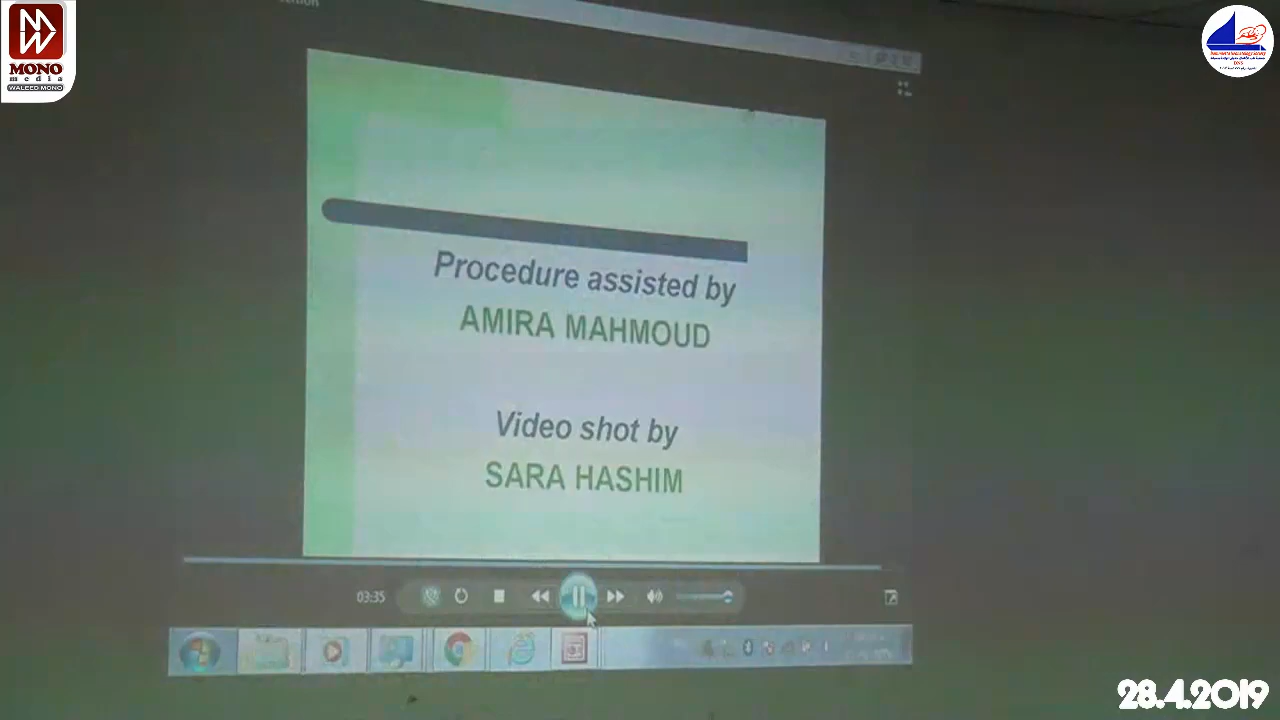 MONO
media
WALEED MONO
DNS
Procedure assisted by
AMIRA MAHMOUD
Video shot by
SARA HASHIM
03:35
28.4.2019